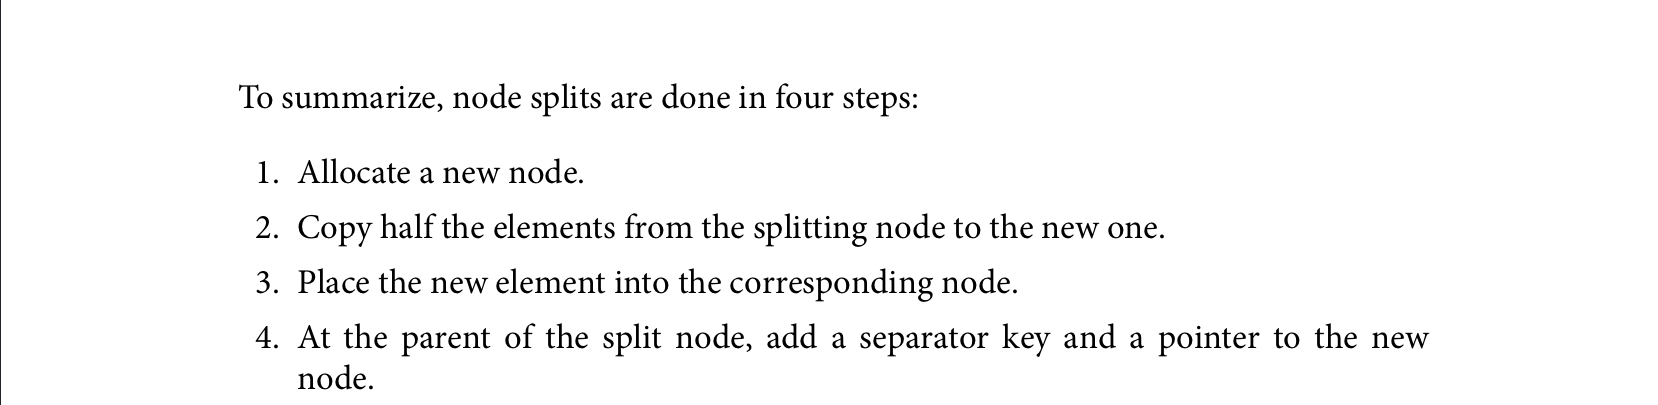 To summarize, node splits are done in four steps:
1. Allocate a new node.
2. Copy half the elements from the splitting node to the new one.
3. Place the new element into the corresponding node.
4. At the parent of the split node, add a separator key and a pointer to the new
node.